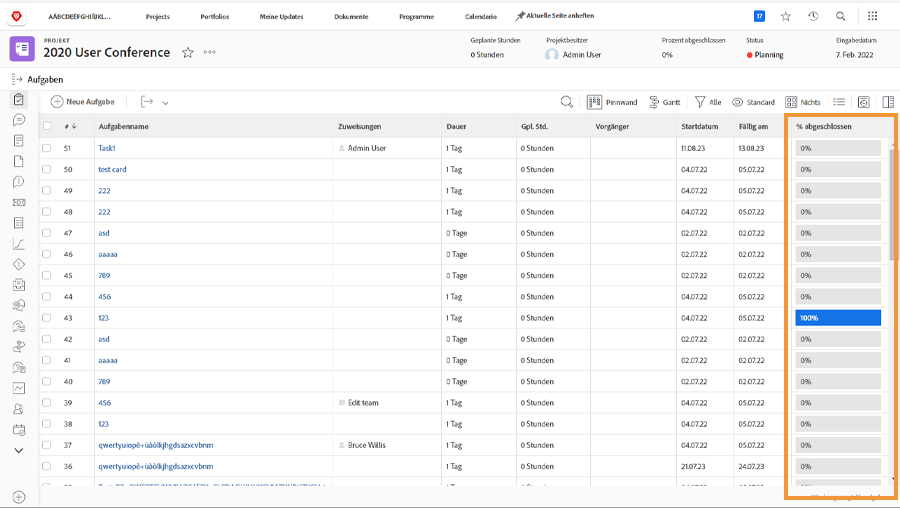 AÁBCDEÉFGHIÍJKL...
Projects
Portfolios
Meine Updates
Dokumente
Programme
Calendario
Aktuelle Seite anheften
17
PROJEKT
2020 User Conference
Geplante Stunden
0 Stunden
Projektbesitzer
Admin User
Prozent abgeschlossen
0%
Status
Planning
Eingabedatum
7. Feb. 2022
Aufgaben
Neue Aufgabe
Pinnwand
Gantt
Alle
Standard
Nichts
# Aufgabenname Zuweisungen Dauer Gpl. Std. Vorgänger Startdatum Fällig am % abgeschlossen
51 Task1 Admin User 1 Tag 0 Stunden 11.08.23 13.08.23 0%
50 test card 1 Tag 0 Stunden 04.07.22 05.07.22 0%
49 222 1 Tag 0 Stunden 04.07.22 05.07.22 0%
48 222 1 Tag 0 Stunden 04.07.22 05.07.22 0%
47 asd 0 Tage 0 Stunden 02.07.22 02.07.22 0%
46 aaaaa 0 Tage 0 Stunden 02.07.22 02.07.22 0%
45 789 0 Tage 0 Stunden 02.07.22 02.07.22 0%
44 456 1 Tag 0 Stunden 04.07.22 05.07.22 0%
43 123 1 Tag 0 Stunden 04.07.22 05.07.22 100%
42 asd 0 Tage 0 Stunden 02.07.22 02.07.22 0%
41 aaaaa 0 Tage 0 Stunden 02.07.22 02.07.22 0%
40 789 0 Tage 0 Stunden 02.07.22 02.07.22 0%
39 456 Edit team 1 Tag 0 Stunden 04.07.22 05.07.22 0%
38 123 1 Tag 0 Stunden 04.07.22 05.07.22 0%
37 qwertyuiopè+ùàòlkjhgdsazxcvbnm Bruce Willis 1 Tag 0 Stunden 04.07.22 05.07.22 0%
36 qwertyuiopè+ùàòlkjhgdsazxcvbnm 1 Tag 0 Stunden 21.07.23 24.07.23 0%